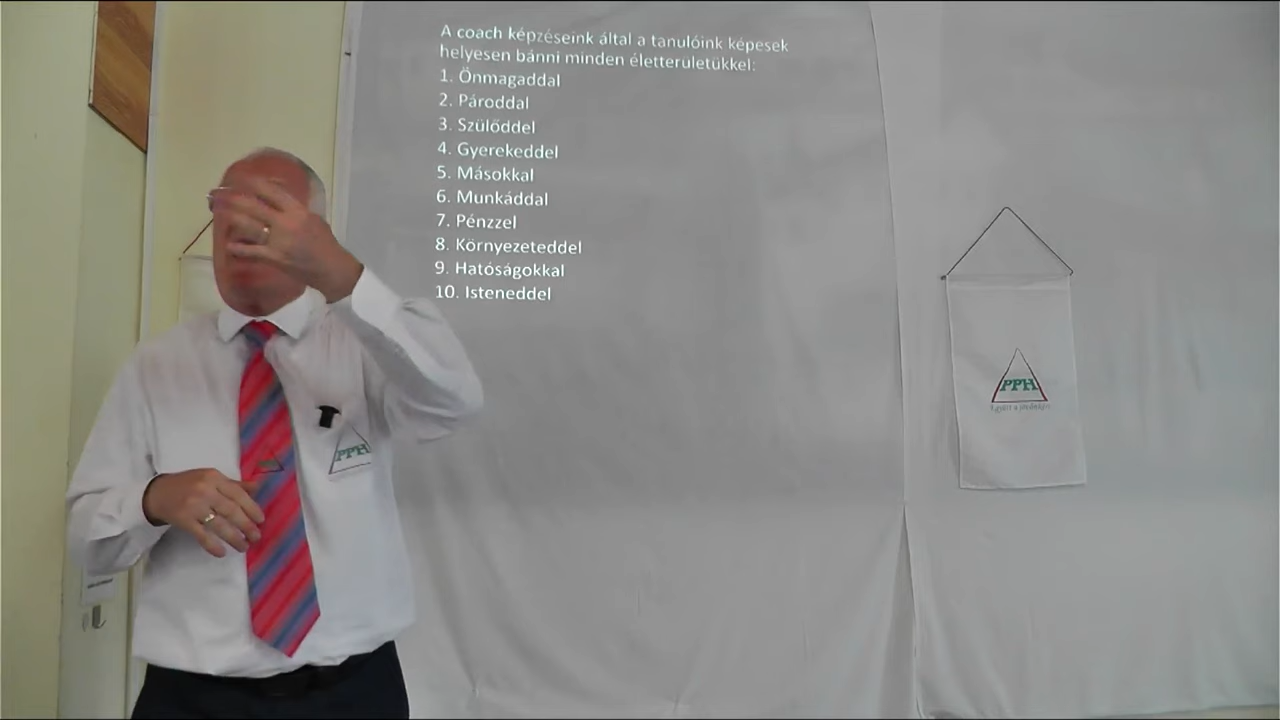 A coach képzéseink által a tanulóink képesek
helyesen bánni minden életterületükkel:
1. Önmagaddal
2. Pároddal
3. Szülőddel
4. Gyerekeddel
5. Másokkal
6. Munkáddal
7. Pénzzel
8. Környezeteddel
9. Hatóságokkal
10. Isteneddel
PPH
PPH